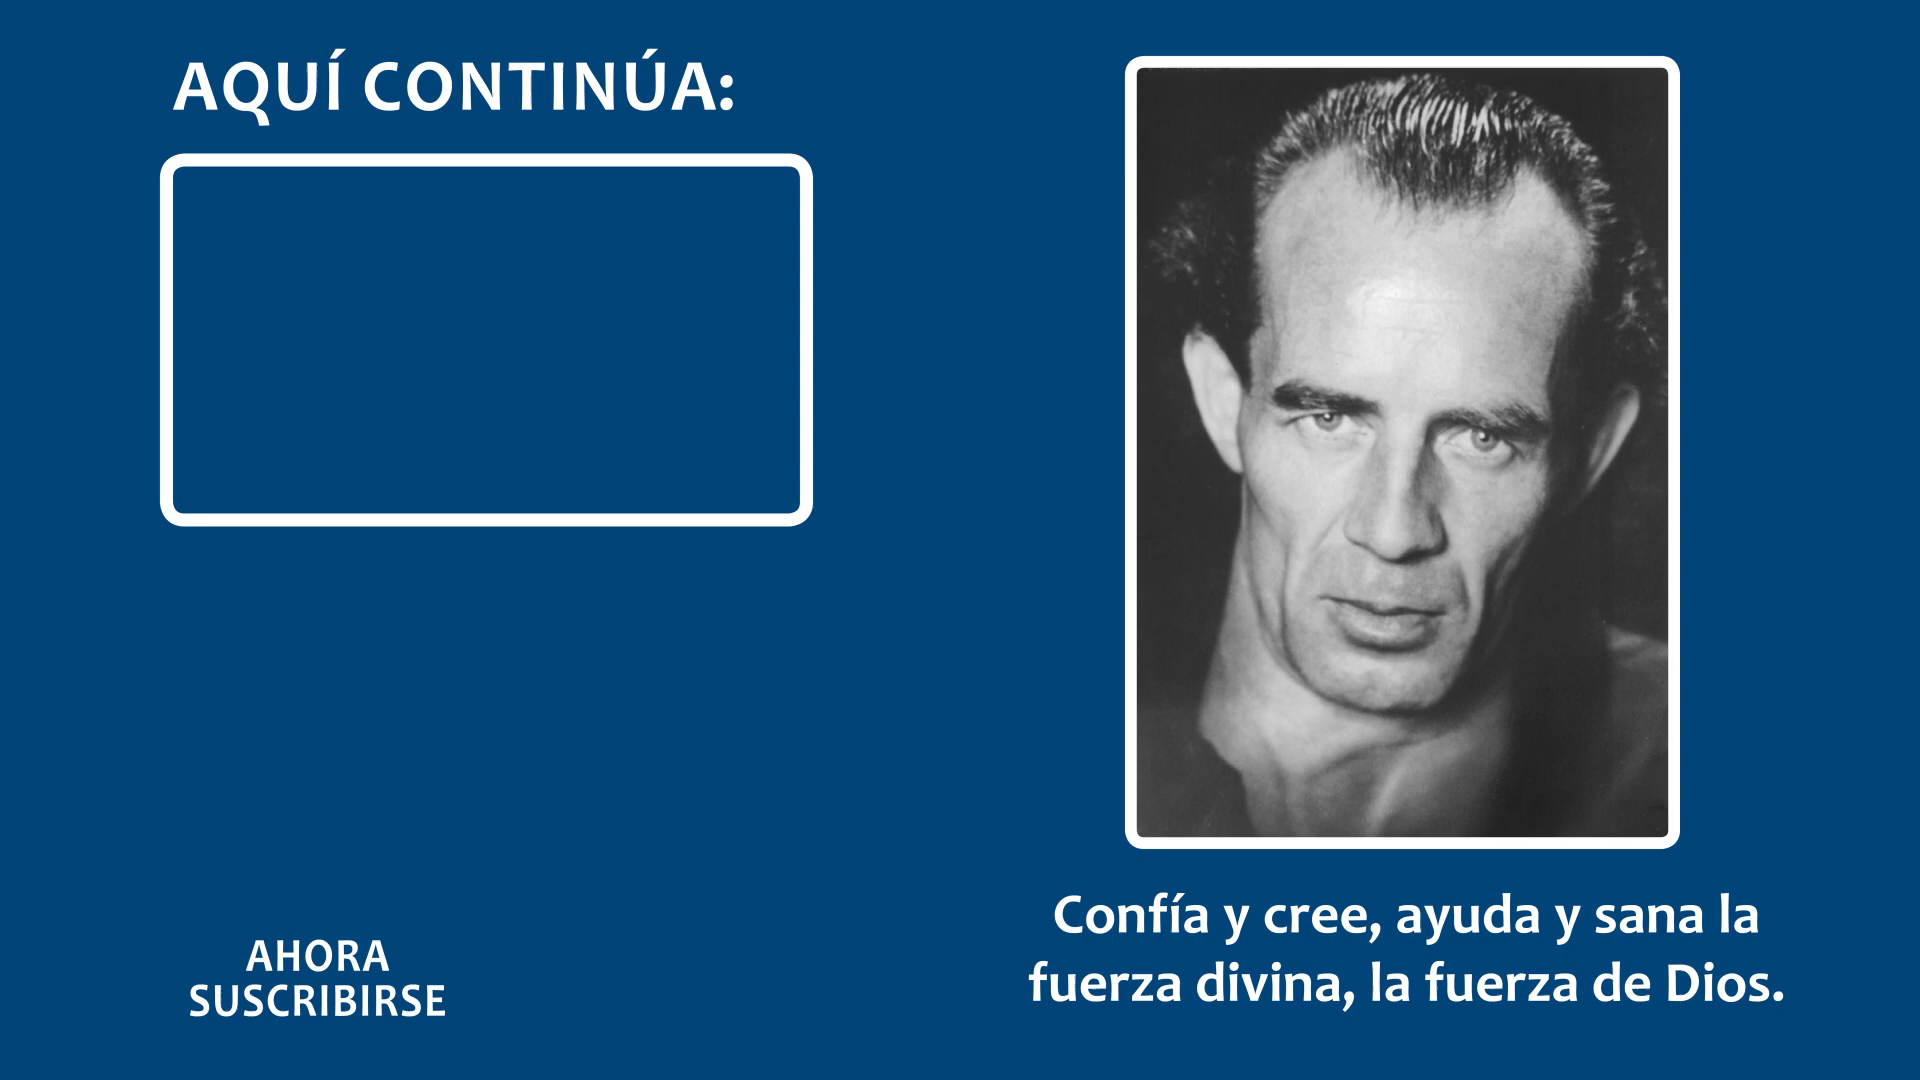 AQUÍ CONTINÚA:
Confía y cree, ayuda y sana la
fuerza divina, la fuerza de Dios.
AHORA
SUSCRIBIRSE